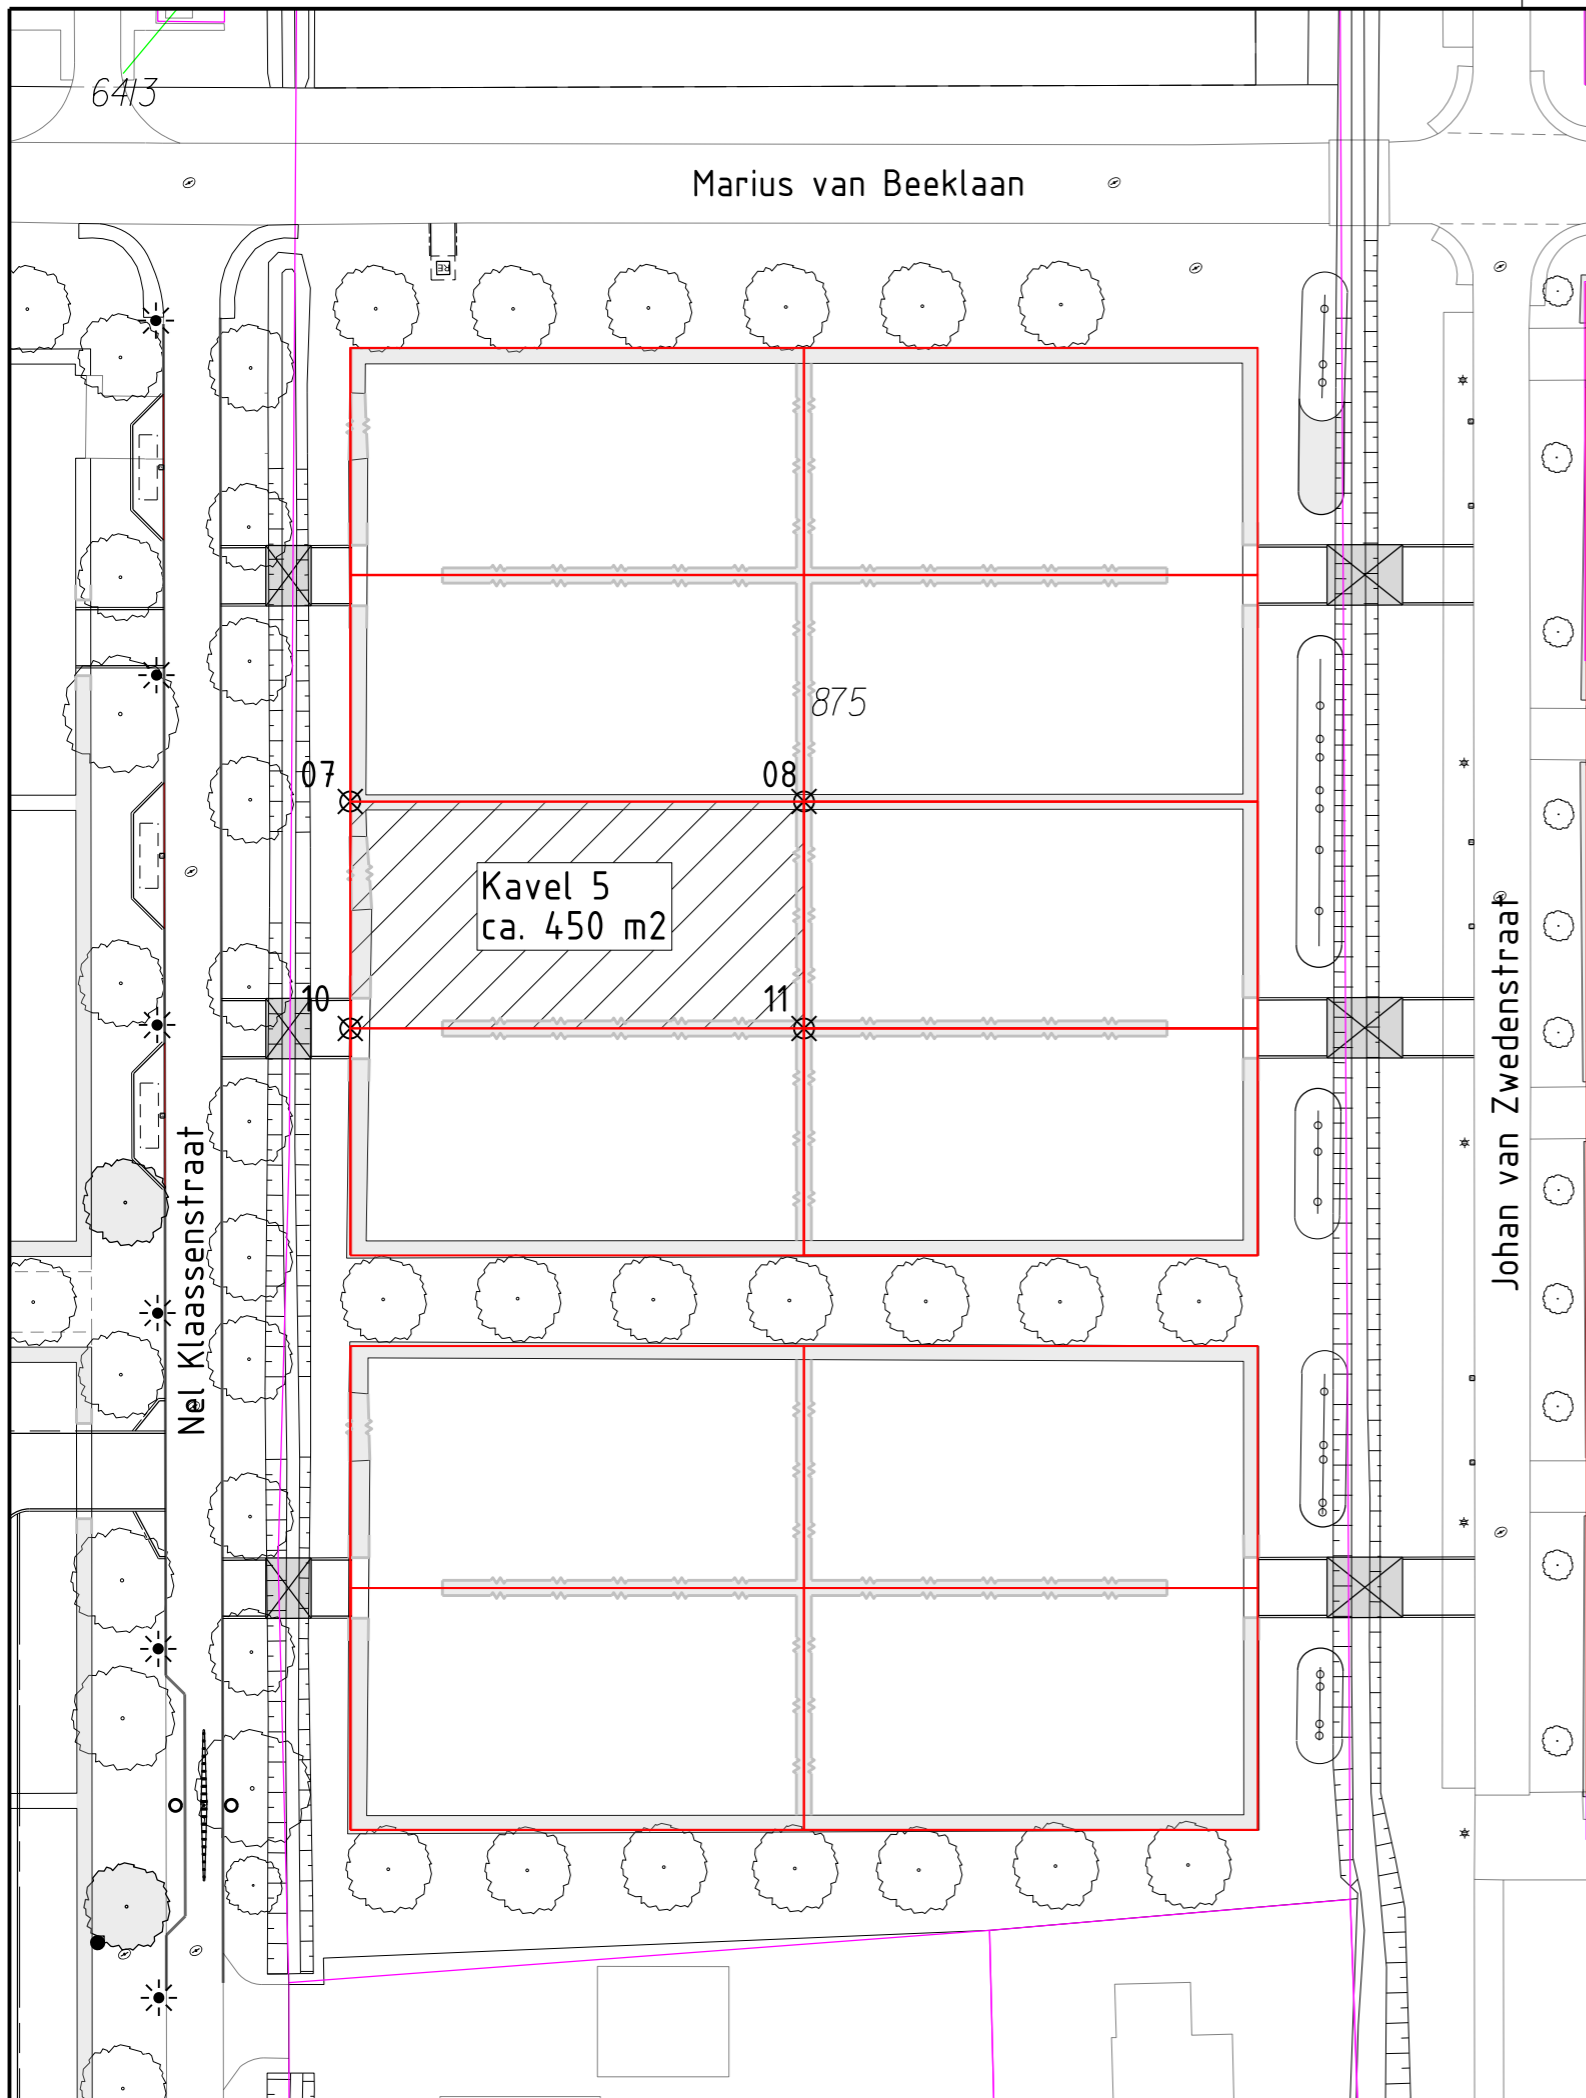 6413
Marius van Beeklaan
RE
875
07
08
Kavel 5
ca. 450 m2
10
11
Nel Klaassenstraat
Johan van Zwedenstraat